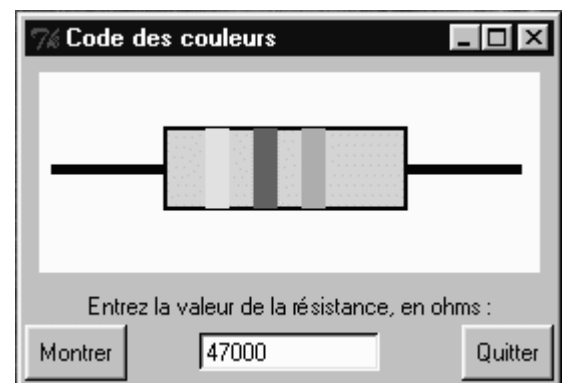 Code des couleurs
Entrez la valeur de la résistance, en ohms :
Montrer 47000 Quitter